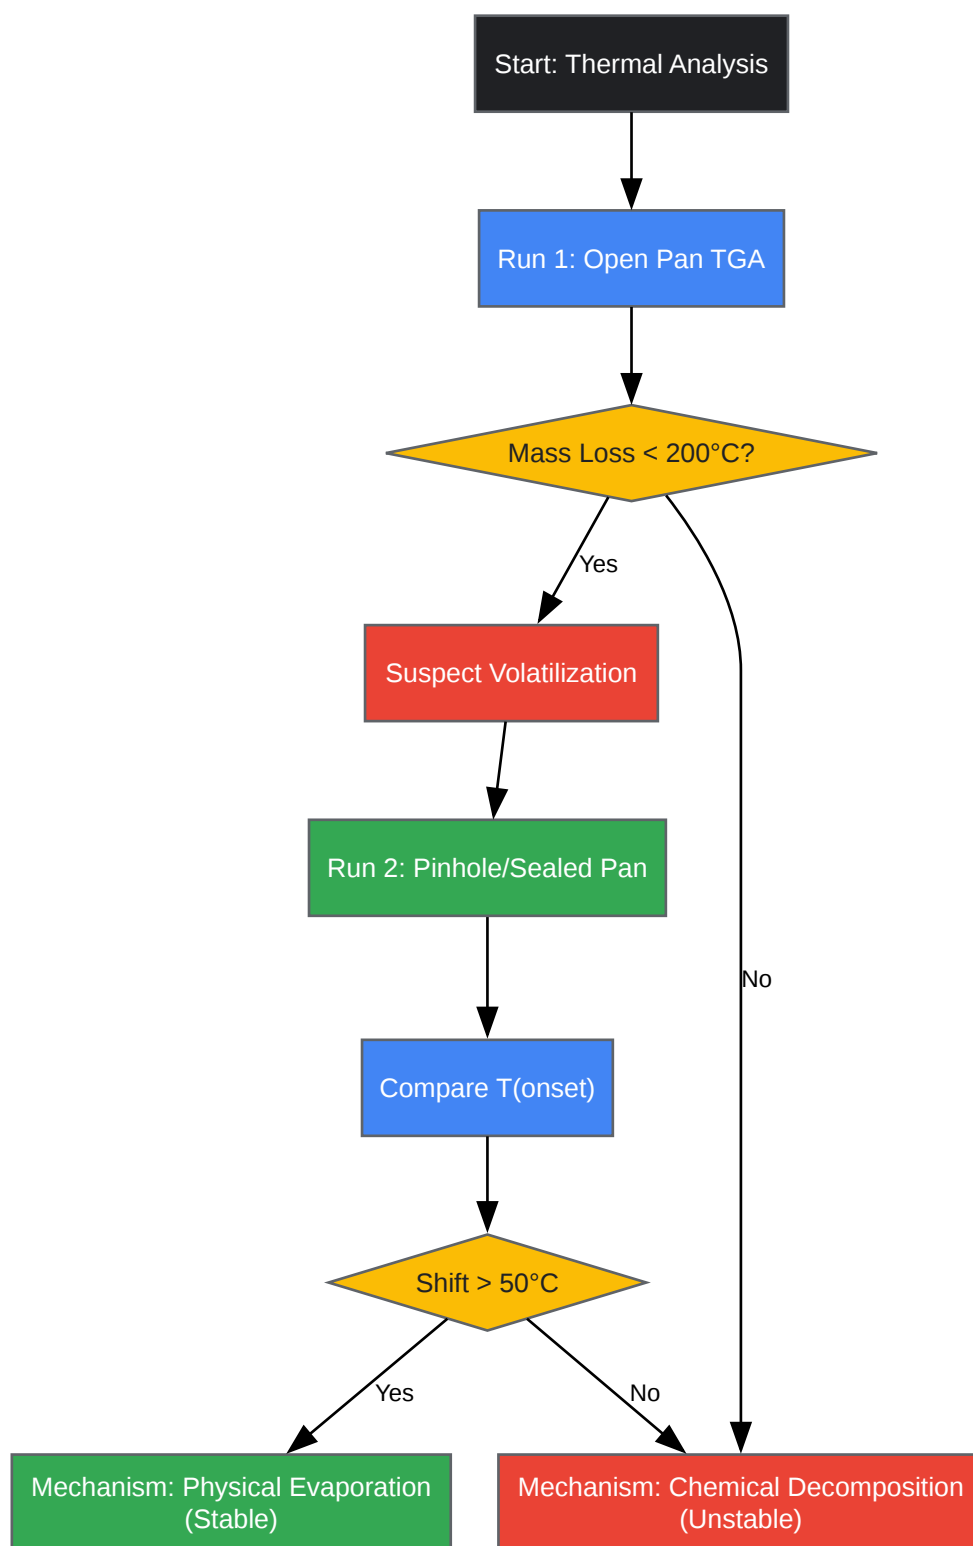 Start: Thermal Analysis
Run 1: Open Pan TGA
Mass Loss < 200°C?
Yes
Suspect Volatilization
Run 2: Pinhole/Sealed Pan
No
Compare T(onset)
Shift > 50°C
Yes
No
Mechanism: Physical Evaporation
(Stable)
Mechanism: Chemical Decomposition
(Unstable)